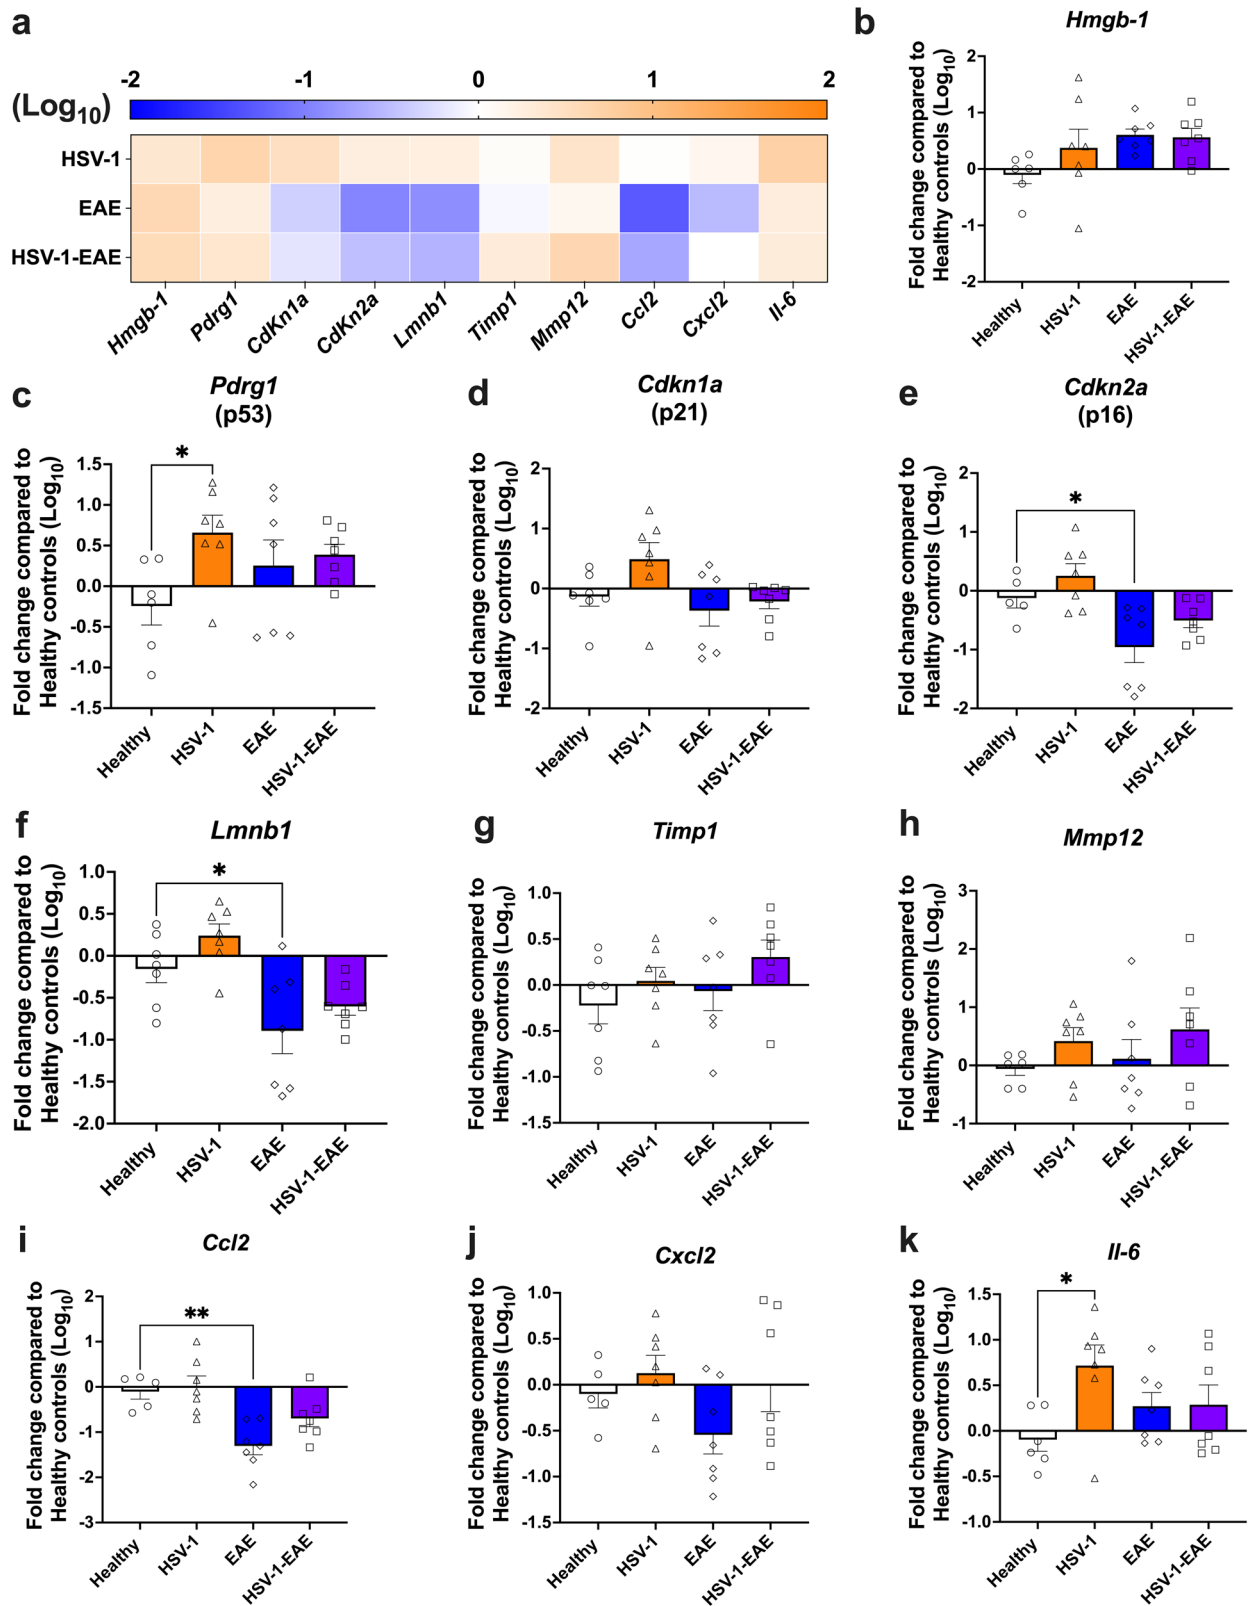 a
-2 -1 0 1 2
(Log10)
HSV-1
EAE
HSV-1-EAE
Hmgb-1 Pdrg1 CdKn1a CdKn2a Lmnb1 Timp1 Mmp12 Ccl2 Cxcl2 Il-6
b
Hmgb-1
Fold change compared to
Healthy controls (Log10)
2
1
0
-1
-2
Healthy HSV-1 EAE HSV-1-EAE
c
Pdrg1
(p53)
Fold change compared to
Healthy controls (Log10)
1.5
1.0
0.5
0.0
-0.5
-1.0
-1.5
*
Healthy HSV-1 EAE HSV-1-EAE
d
Cdkn1a
(p21)
Fold change compared to
Healthy controls (Log10)
2
1
0
-1
-2
Healthy HSV-1 EAE HSV-1-EAE
e
Cdkn2a
(p16)
Fold change compared to
Healthy controls (Log10)
2
1
0
-1
-2
*
Healthy HSV-1 EAE HSV-1-EAE
f
Lmnb1
Fold change compared to
Healthy controls (Log10)
1.0
0.5
0.0
-0.5
-1.0
-1.5
-2.0
*
Healthy HSV-1 EAE HSV-1-EAE
g
Timp1
Fold change compared to
Healthy controls (Log10)
1.0
0.5
0.0
-0.5
-1.0
-1.5
Healthy HSV-1 EAE HSV-1-EAE
h
Mmp12
Fold change compared to
Healthy controls (Log10)
3
2
1
0
-1
Healthy HSV-1 EAE HSV-1-EAE
i
Ccl2
Fold change compared to
Healthy controls (Log10)
2
1
0
-1
-2
-3
**
Healthy HSV-1 EAE HSV-1-EAE
j
Cxcl2
Fold change compared to
Healthy controls (Log10)
1.0
0.5
0.0
-0.5
-1.0
-1.5
Healthy HSV-1 EAE HSV-1-EAE
k
Il-6
Fold change compared to
Healthy controls (Log10)
1.5
1.0
0.5
0.0
-0.5
-1.0
*
Healthy HSV-1 EAE HSV-1-EAE